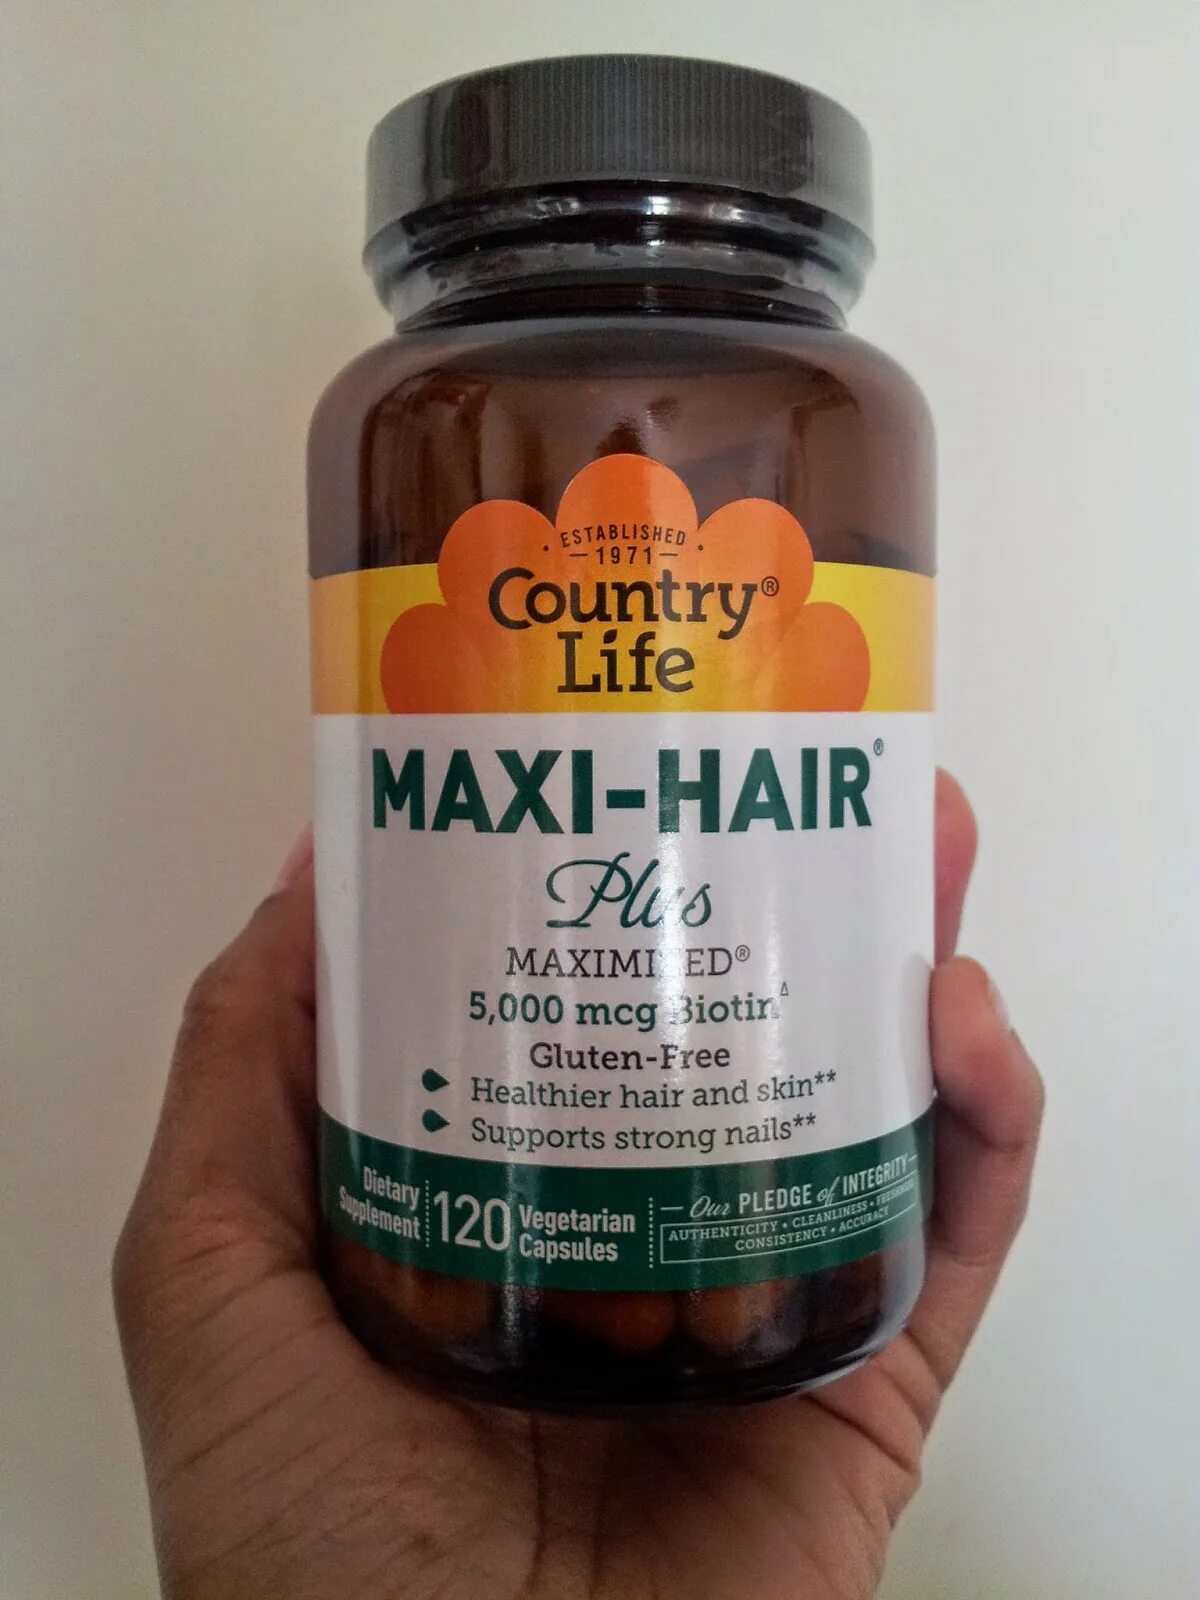 · ESTABLISHED ·
—1971—
Country®
Life
MAXI-HAIR®
Plus
MAXIMIZED®
5,000 mcg Biotin∆
Gluten-Free
Healthier hair and skin**
Supports strong nails**
Dietary
Supplement
120
Vegetarian
Capsules
— Our PLEDGE of INTEGRITY —
AUTHENTICITY • CLEANLINESS • FRESHNESS
CONSISTENCY • ACCURACY